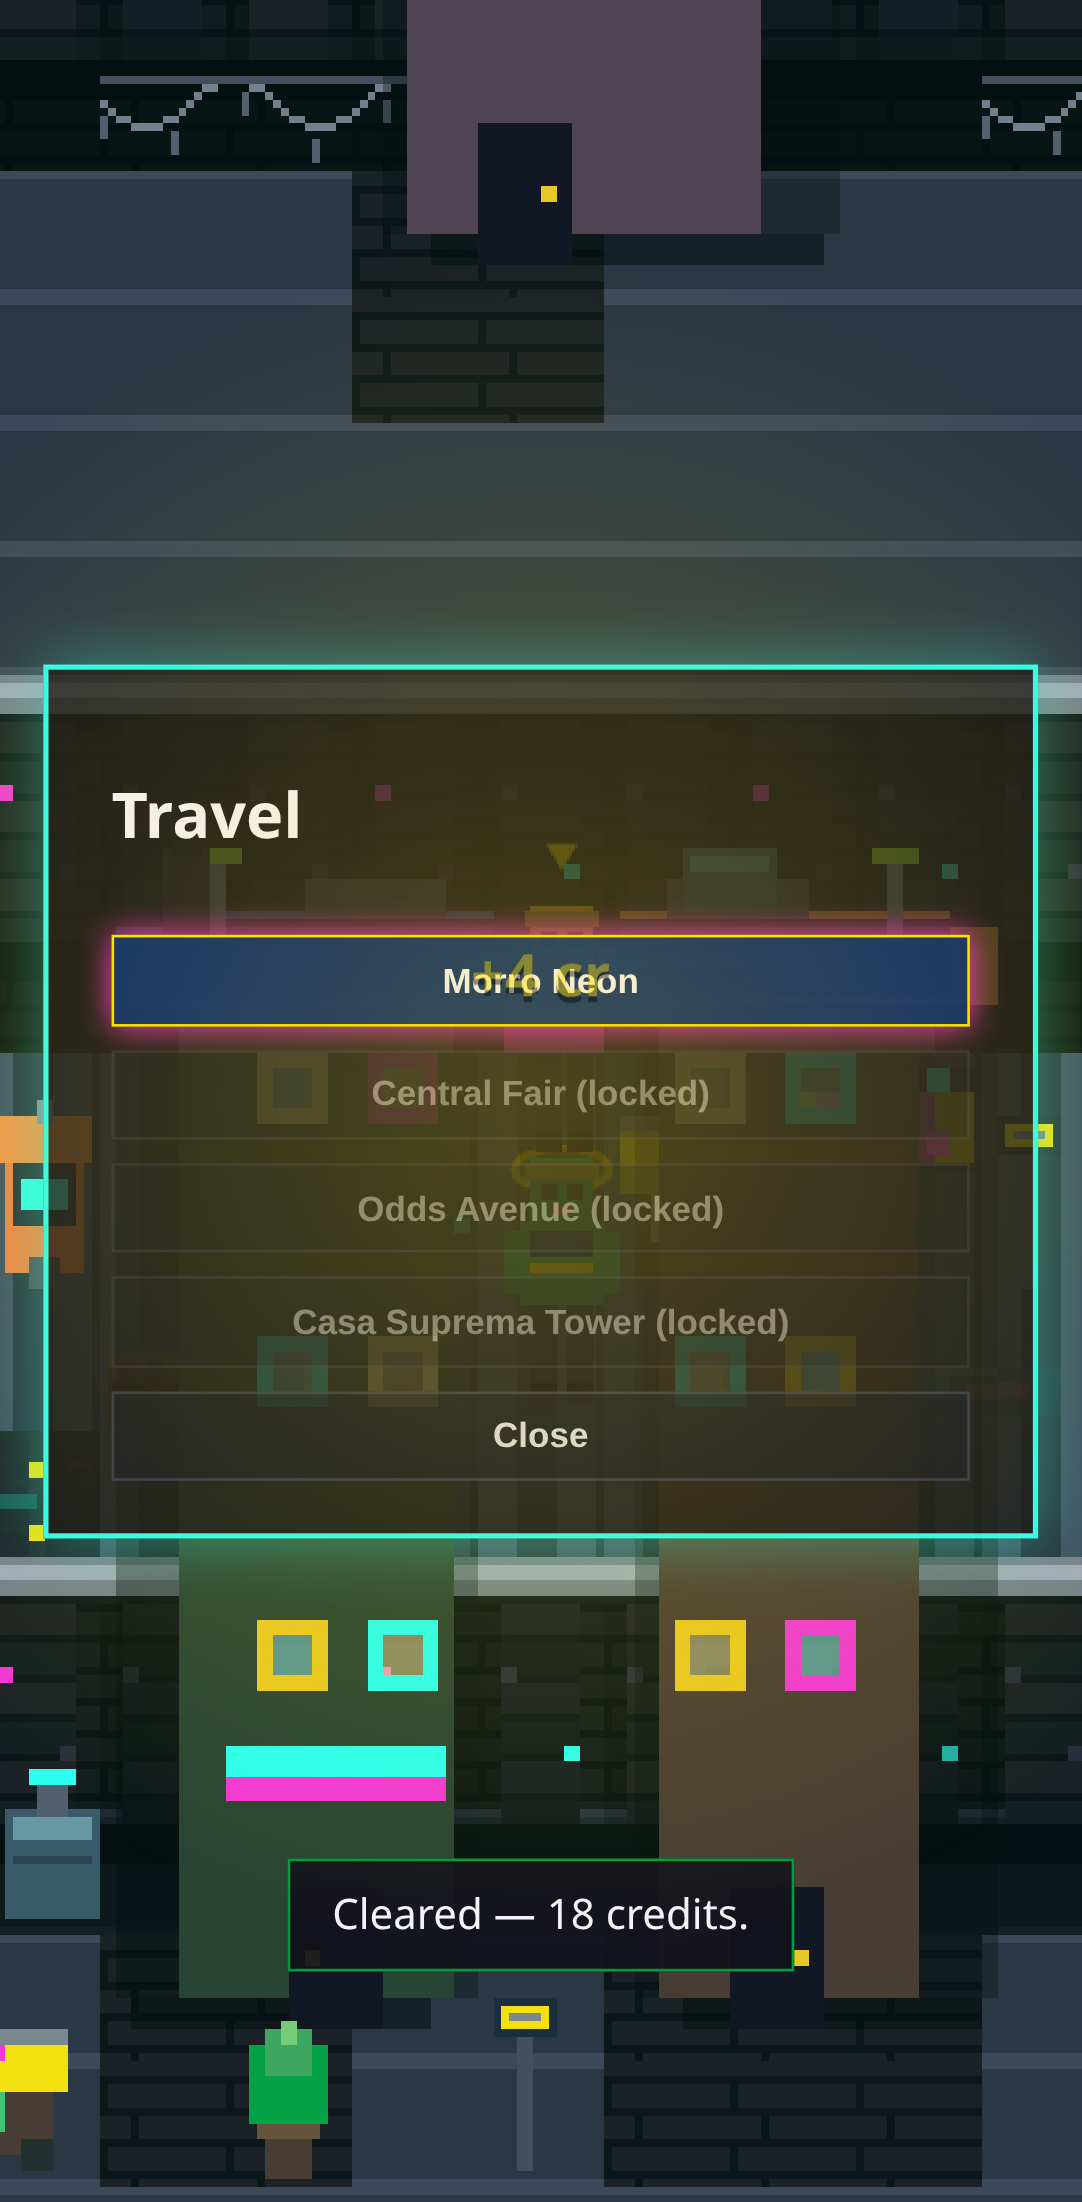 Travel
+4 cr
Morro Neon
Central Fair (locked)
Odds Avenue (locked)
Casa Suprema Tower (locked)
Close
Cleared — 18 credits.